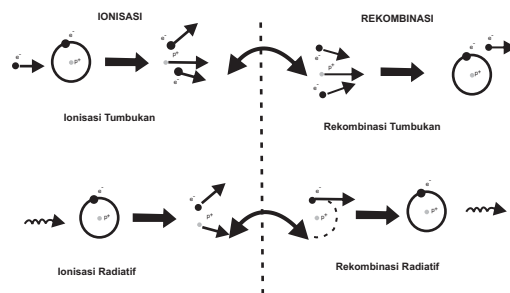 IONISASI
REKOMBINASI
e-
e-
p+
e-
p+
e-
e-
p+
e-
e-
p+
e-
Ionisasi Tumbukan
Rekombinasi Tumbukan
e-
p+
e-
p+
e-
p+
e-
p+
Ionisasi Radiatif
Rekombinasi Radiatif